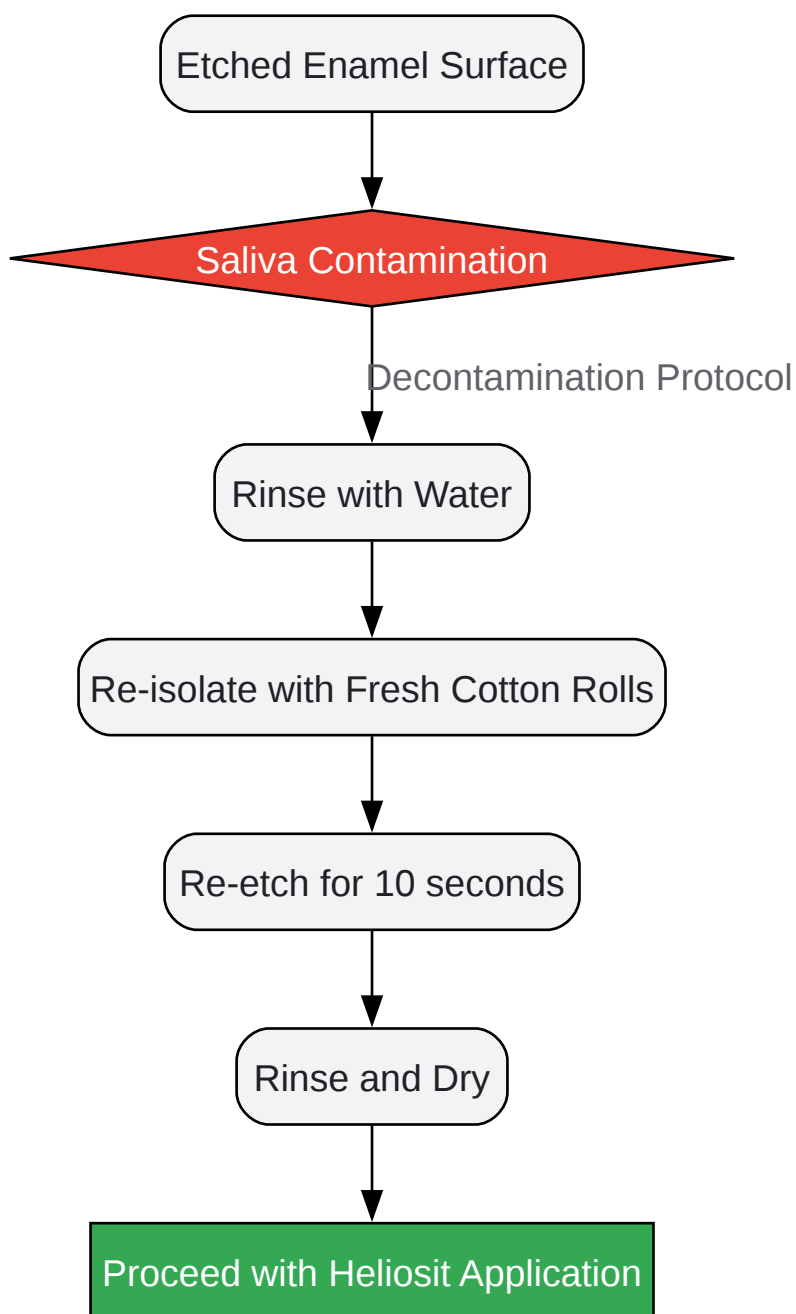 Etched Enamel Surface
Saliva Contamination
Decontamination Protocol
Rinse with Water
Re-isolate with Fresh Cotton Rolls
Re-etch for 10 seconds
Rinse and Dry
Proceed with Heliosit Application